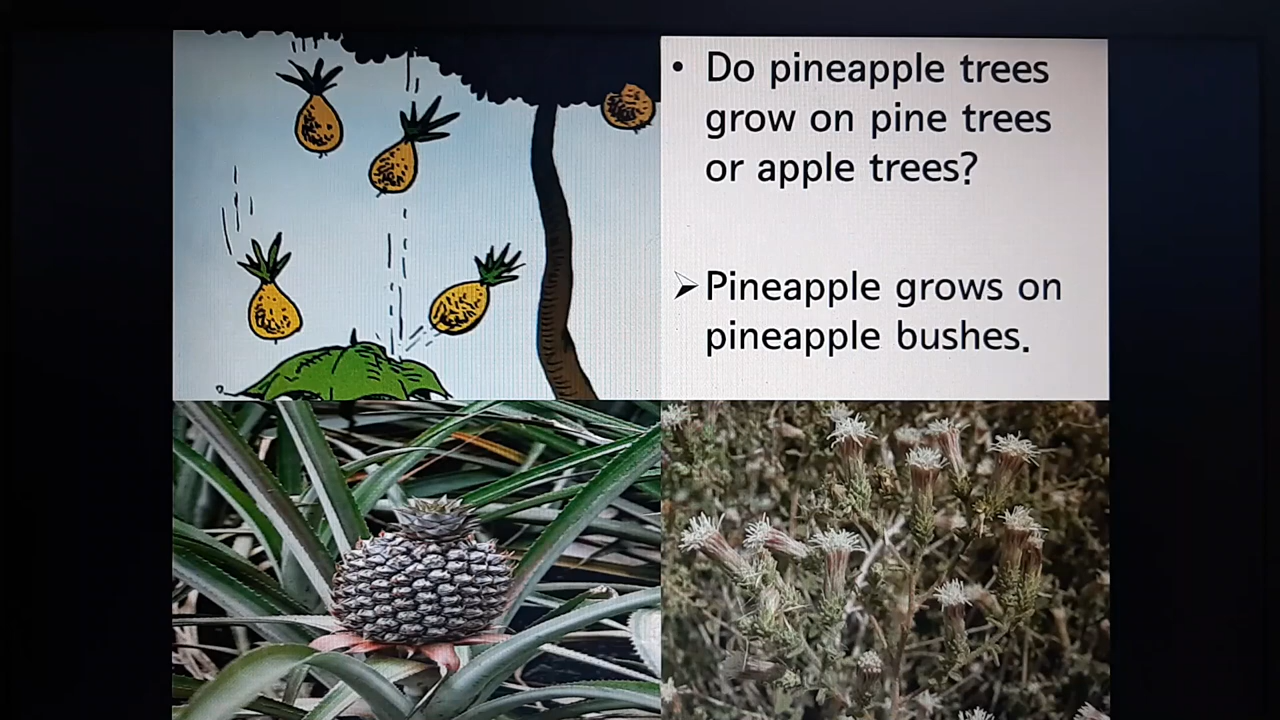 • Do pineapple trees
grow on pine trees
or apple trees?
➢ Pineapple grows on
pineapple bushes.